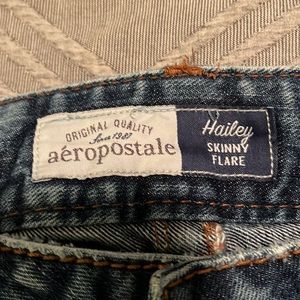 ORIGINAL QUALITY
Since 1987
aéropostale
Hailey
SKINNY
FLARE